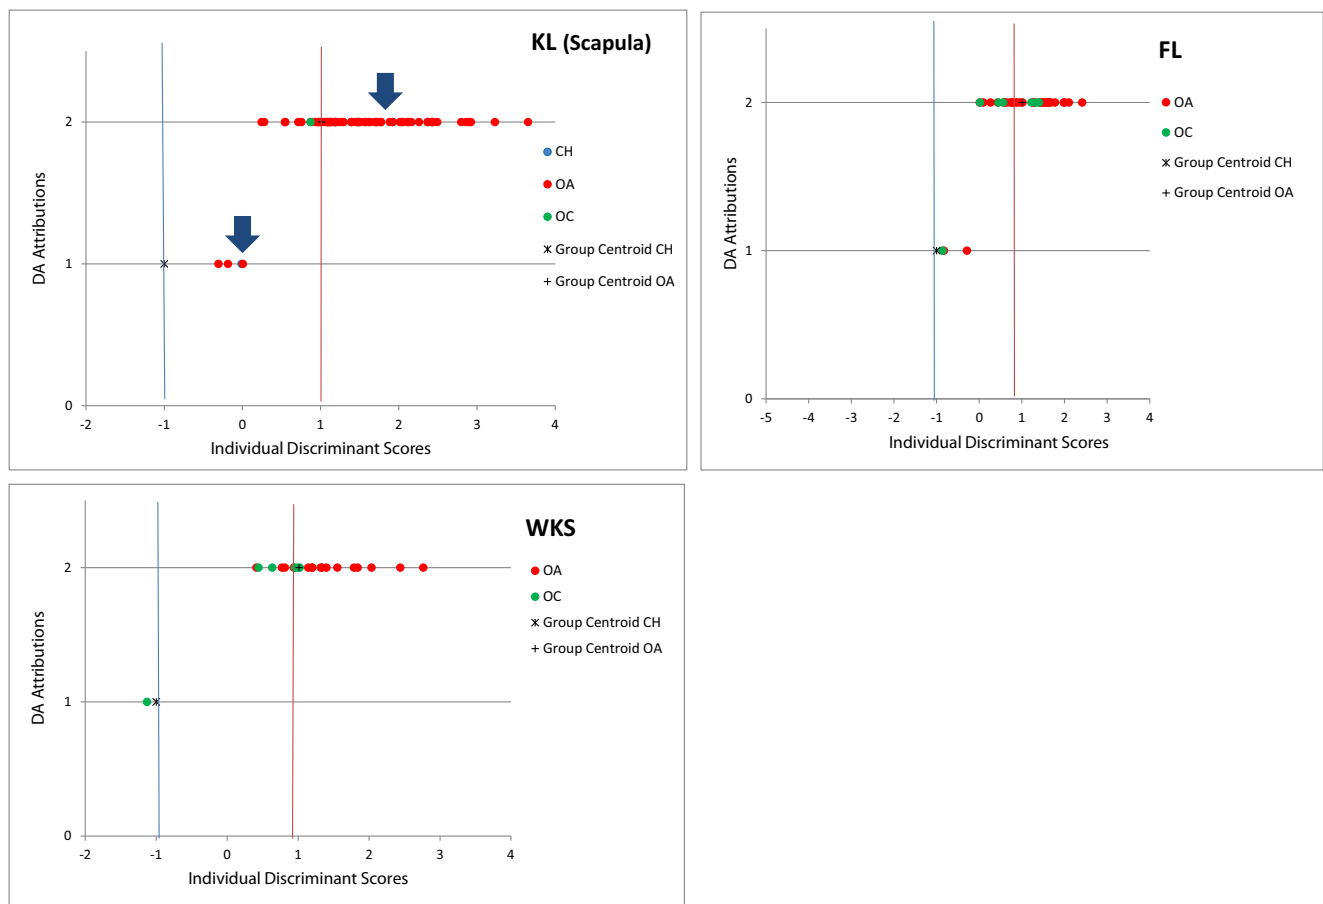 KL (Scapula)
DA Attributions
2
1
0
-2 -1 0 1 2 3 4
Individual Discriminant Scores
CH
OA
OC
Group Centroid CH
Group Centroid OA
FL
DA Attributions
2
1
0
-5 -4 -3 -2 -1 0 1 2 3 4
Individual Discriminant Scores
OA
OC
Group Centroid CH
Group Centroid OA
WKS
DA Attributions
2
1
0
-2 -1 0 1 2 3 4
Individual Discriminant Scores
OA
OC
Group Centroid CH
Group Centroid OA